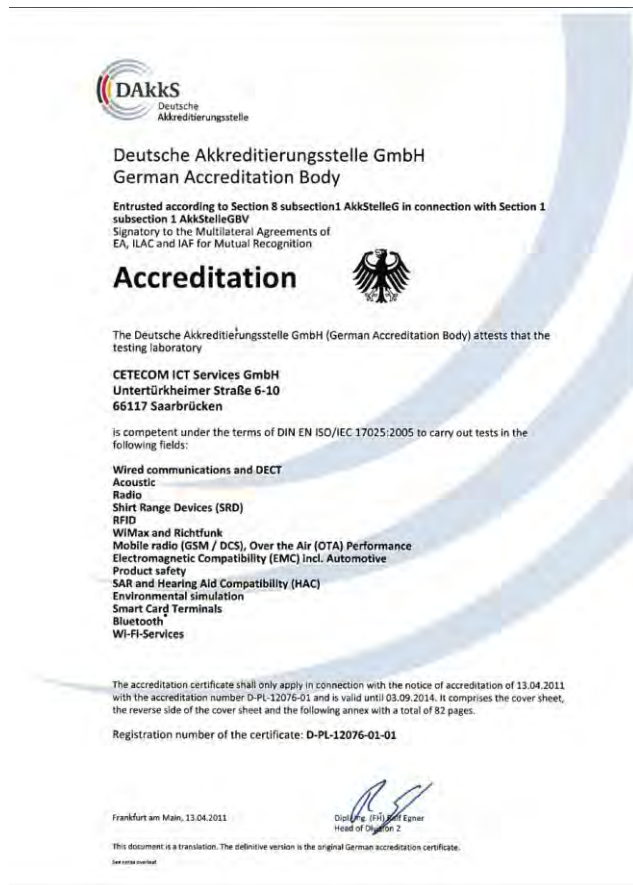 DAkkS
Deutsche
Akkreditierungsstelle
Deutsche Akkreditierungsstelle GmbH
German Accreditation Body
Entrusted according to Section 8 subsection1 AkkStelleG in connection with Section 1
subsection 1 AkkStelleGBV
Signatory to the Multilateral Agreements of
EA, ILAC and IAF for Mutual Recognition
Accreditation
The Deutsche Akkreditierungsstelle GmbH (German Accreditation Body) attests that the
testing laboratory
CETECOM ICT Services GmbH
Untertürkheimer Straße 6-10
66117 Saarbrücken
is competent under the terms of DIN EN ISO/IEC 17025:2005 to carry out tests in the
following fields:
Wired communications and DECT
Acoustic
Radio
Shirt Range Devices (SRD)
RFID
WiMax and Richtfunk
Mobile radio (GSM / DCS), Over the Air (OTA) Performance
Electromagnetic Compatibility (EMC) incl. Automotive
Product safety
SAR and Hearing Aid Compatibility (HAC)
Environmental simulation
Smart Card Terminals
Bluetooth
Wi-Fi-Services
The accreditation certificate shall only apply in connection with the notice of accreditation of 13.04.2011
with the accreditation number D-PL-12076-01 and is valid until 03.09.2014. It comprises the cover sheet,
the reverse side of the cover sheet and the following annex with a total of 82 pages.
Registration number of the certificate: D-PL-12076-01-01
Frankfurt am Main, 13.04.2011
Dipl.-Ing. (FH) Ralf Egner
Head of Division 2
This document is a translation. The definitive version is the original German accreditation certificate.
See notes overleaf